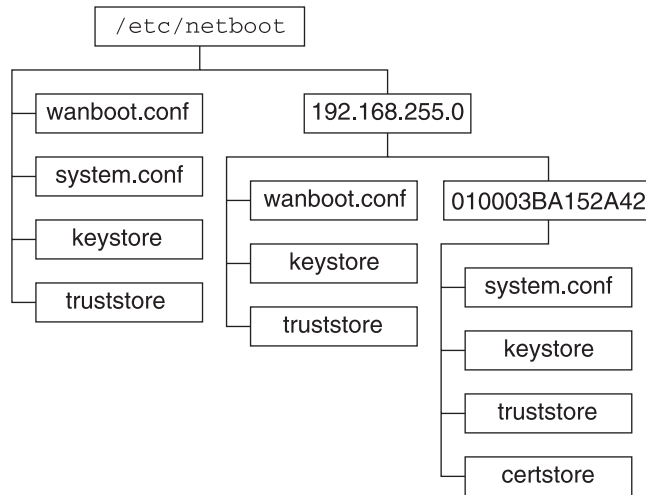 /etc/netboot
wanboot.conf
system.conf
keystore
truststore
192.168.255.0
wanboot.conf
keystore
truststore
010003BA152A42
system.conf
keystore
truststore
certstore